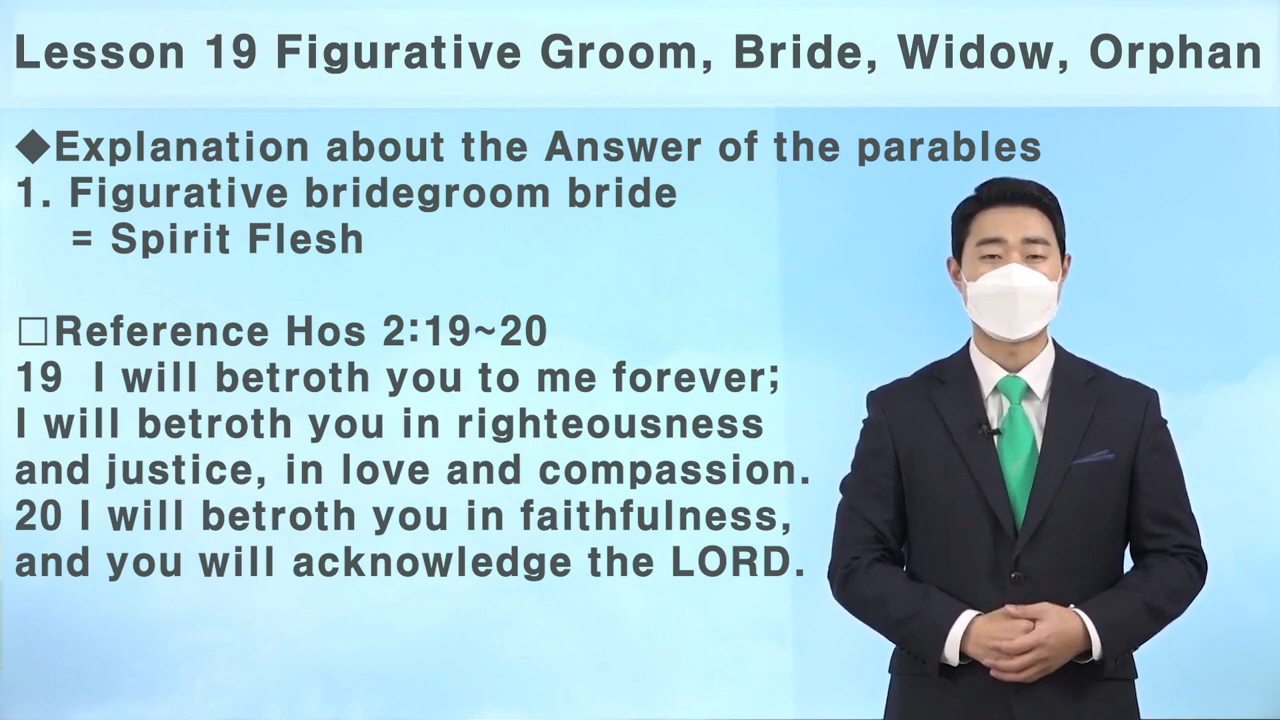 Lesson 19 Figurative Groom, Bride, Widow, Orphan
◆Explanation about the Answer of the parables
1. Figurative bridegroom bride
= Spirit Flesh
□Reference Hos 2:19~20
19 I will betroth you to me forever;
I will betroth you in righteousness
and justice, in love and compassion.
20 I will betroth you in faithfulness,
and you will acknowledge the LORD.